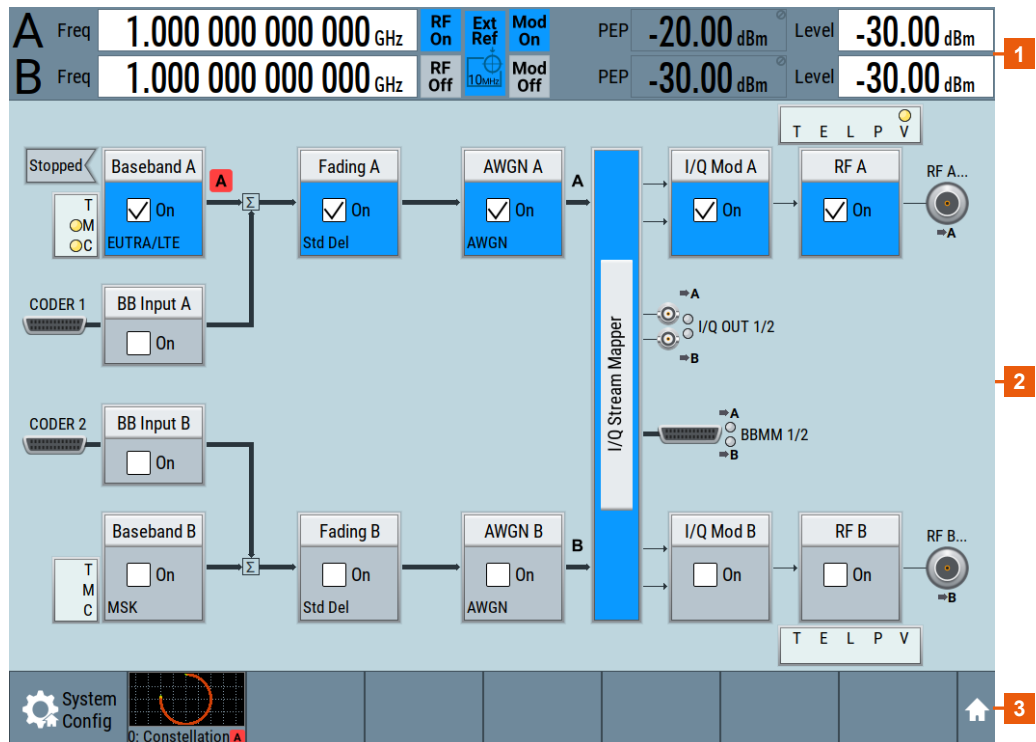 A Freq 1.000 000 000 000 GHz RF On Ext Ref Mod On PEP -20.00 dBm Level -30.00 dBm
1
B Freq 1.000 000 000 000 GHz RF Off 10MHz Mod Off PEP -30.00 dBm Level -30.00 dBm
T E L P V
Stopped
Baseband A
On
EUTRA/LTE
T
M
C
A
Σ
Fading A
On
Std Del
AWGN A
On
AWGN
A
I/Q Mod A
On
RF A
On
RF A...
⇒A
CODER 1
BB Input A
On
I/Q Stream Mapper
⇒A
I/Q OUT 1/2
⇒B
2
CODER 2
BB Input B
On
⇒A
BBMM 1/2
⇒B
Baseband B
On
MSK
T
M
C
Σ
Fading B
On
Std Del
AWGN B
On
AWGN
B
I/Q Mod B
On
RF B
On
RF B...
⇒B
T E L P V
System
Config
0: Constellation A
3